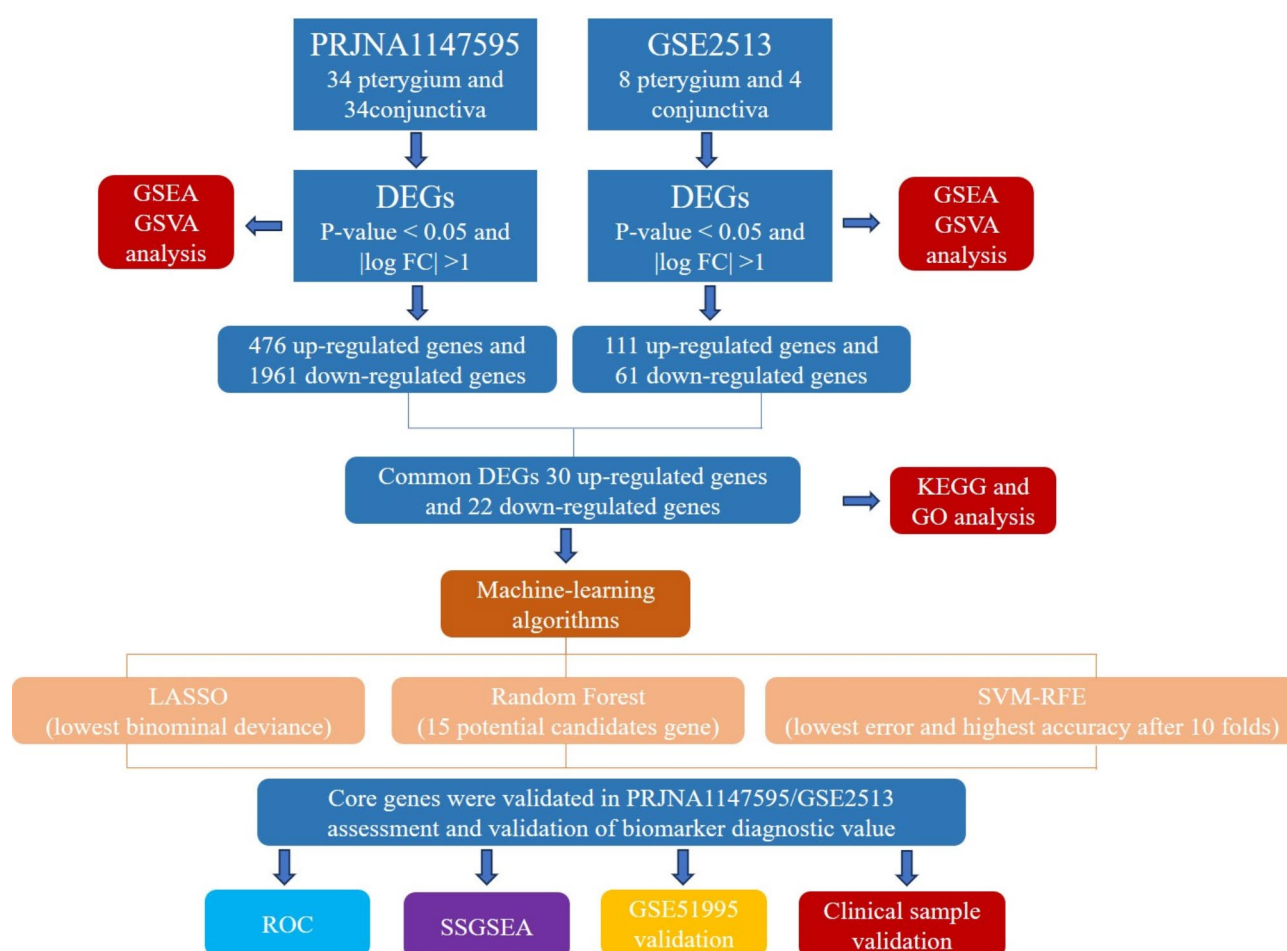 PRJNA1147595
34 pterygium and
34conjunctiva
GSE2513
8 pterygium and 4
conjunctiva
GSEA
GSVA
analysis
DEGs
P-value < 0.05 and
|log FC| >1
DEGs
P-value < 0.05 and
|log FC| >1
GSEA
GSVA
analysis
476 up-regulated genes and
1961 down-regulated genes
111 up-regulated genes and
61 down-regulated genes
Common DEGs 30 up-regulated genes
and 22 down-regulated genes
KEGG and
GO analysis
Machine-learning
algorithms
LASSO
(lowest binominal deviance)
Random Forest
(15 potential candidates gene)
SVM-RFE
(lowest error and highest accuracy after 10 folds)
Core genes were validated in PRJNA1147595/GSE2513
assessment and validation of biomarker diagnostic value
ROC
SSGSEA
GSE51995
validation
Clinical sample
validation